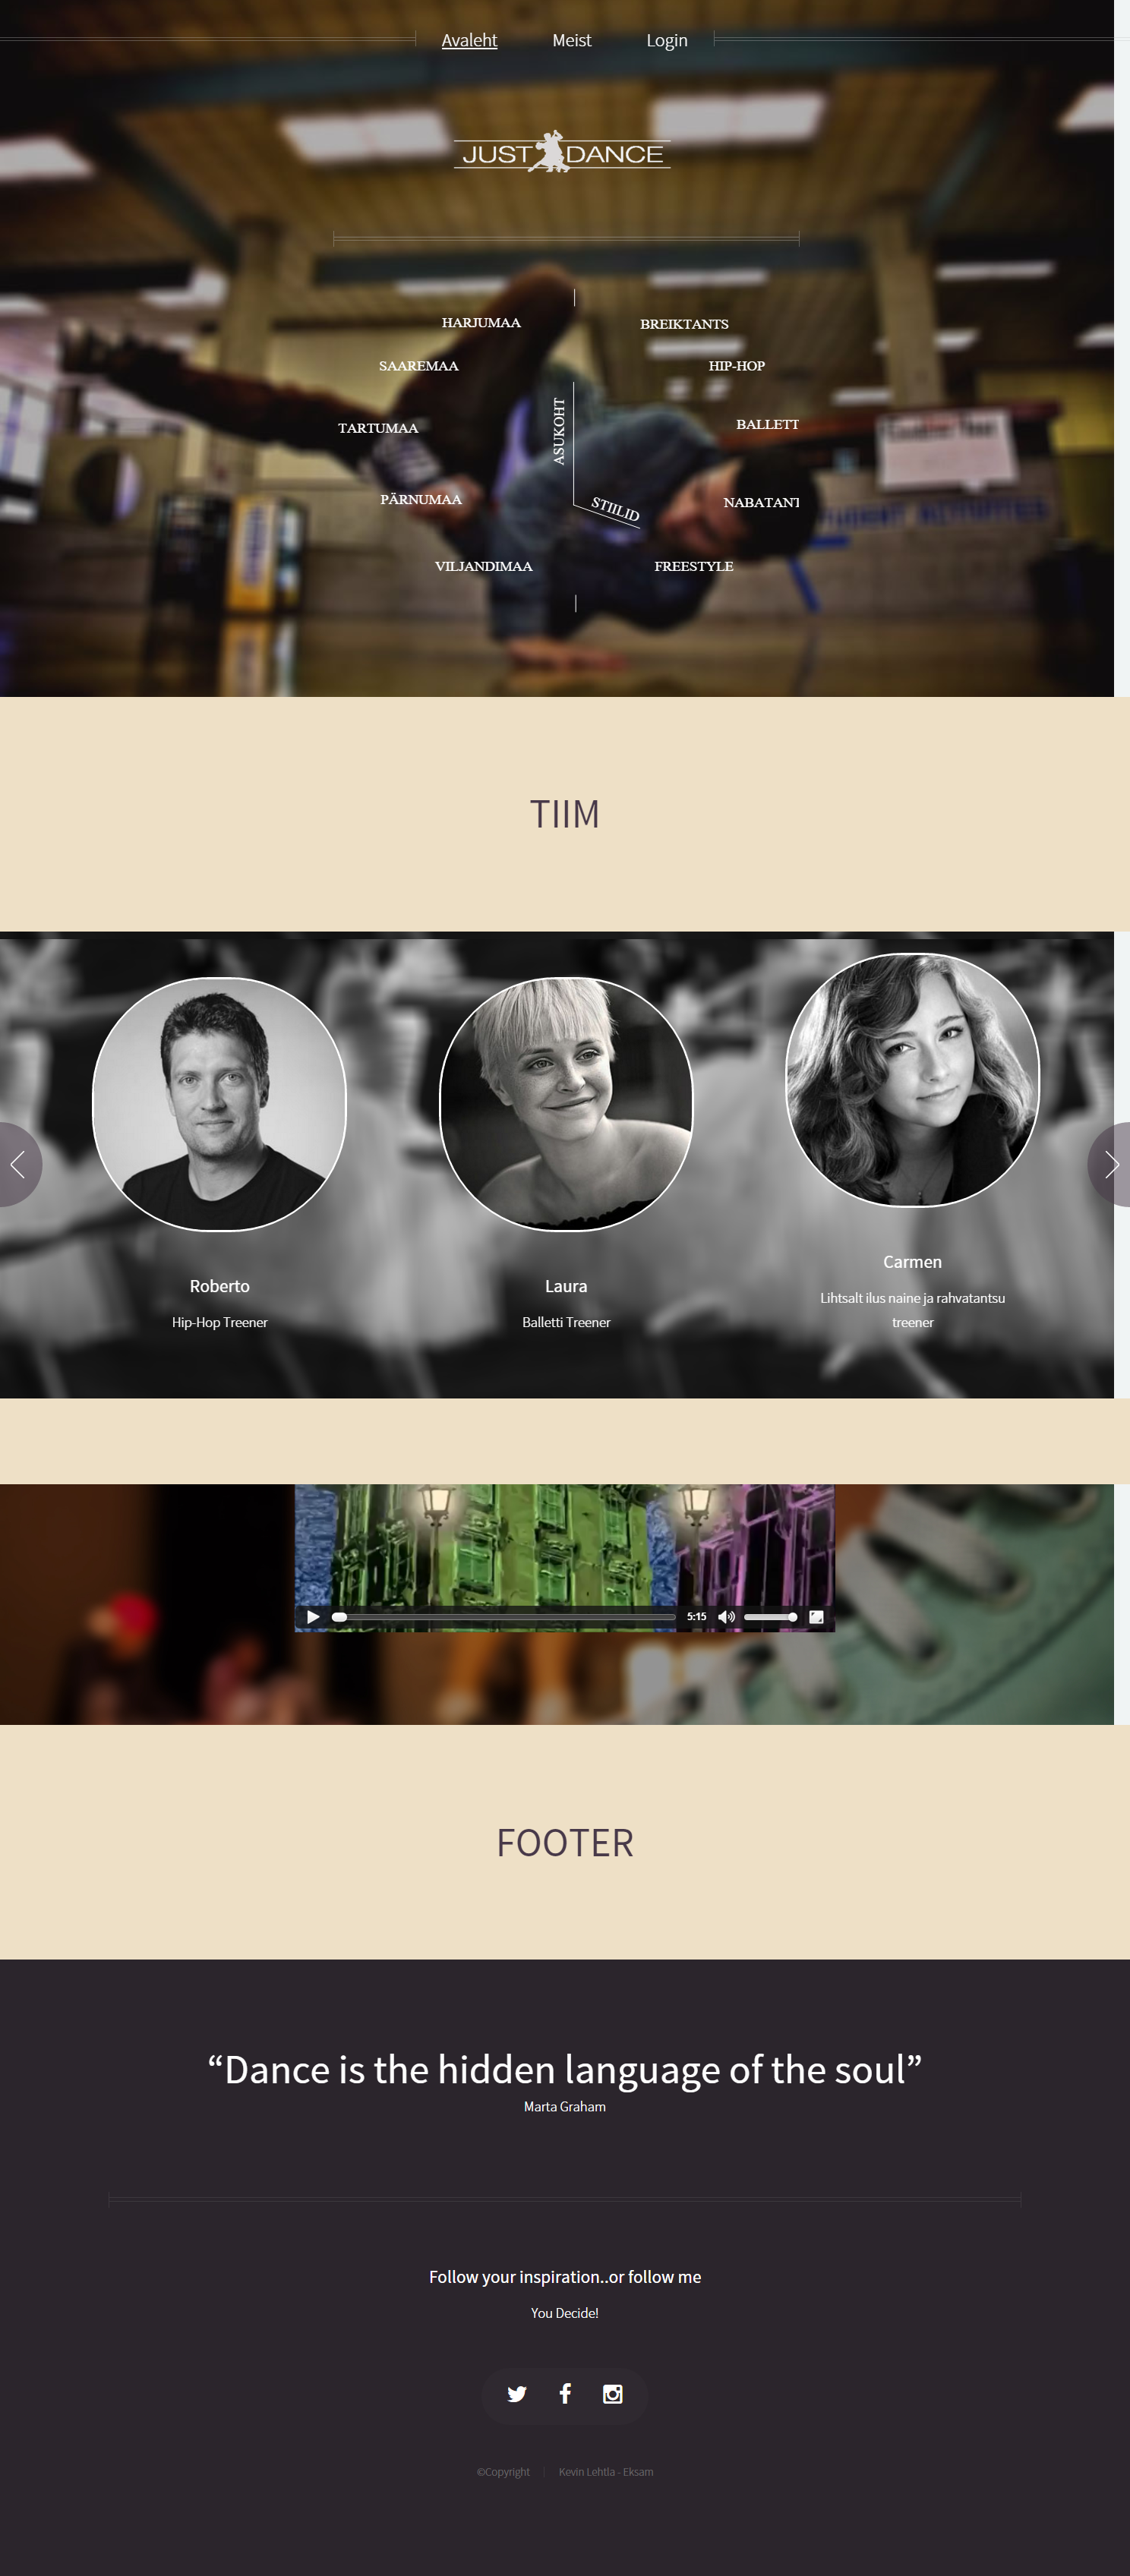 Avaleht Meist Login
JUST DANCE
HARJUMAA
BREIKTANTS
SAAREMAA
HIP-HOP
TARTUMAA
ASUKOHT
BALLETT
PÄRNUMAA
STIILID
NABATANT
VILJANDIMAA
FREESTYLE
TIIM
Roberto
Hip-Hop Treener
Laura
Balletti Treener
Carmen
Lihtsalt ilus naine ja rahvatantsu
treener
5:15
FOOTER
“Dance is the hidden language of the soul”
Marta Graham
Follow your inspiration..or follow me
You Decide!
©Copyright Kevin Lehtla - Eksam